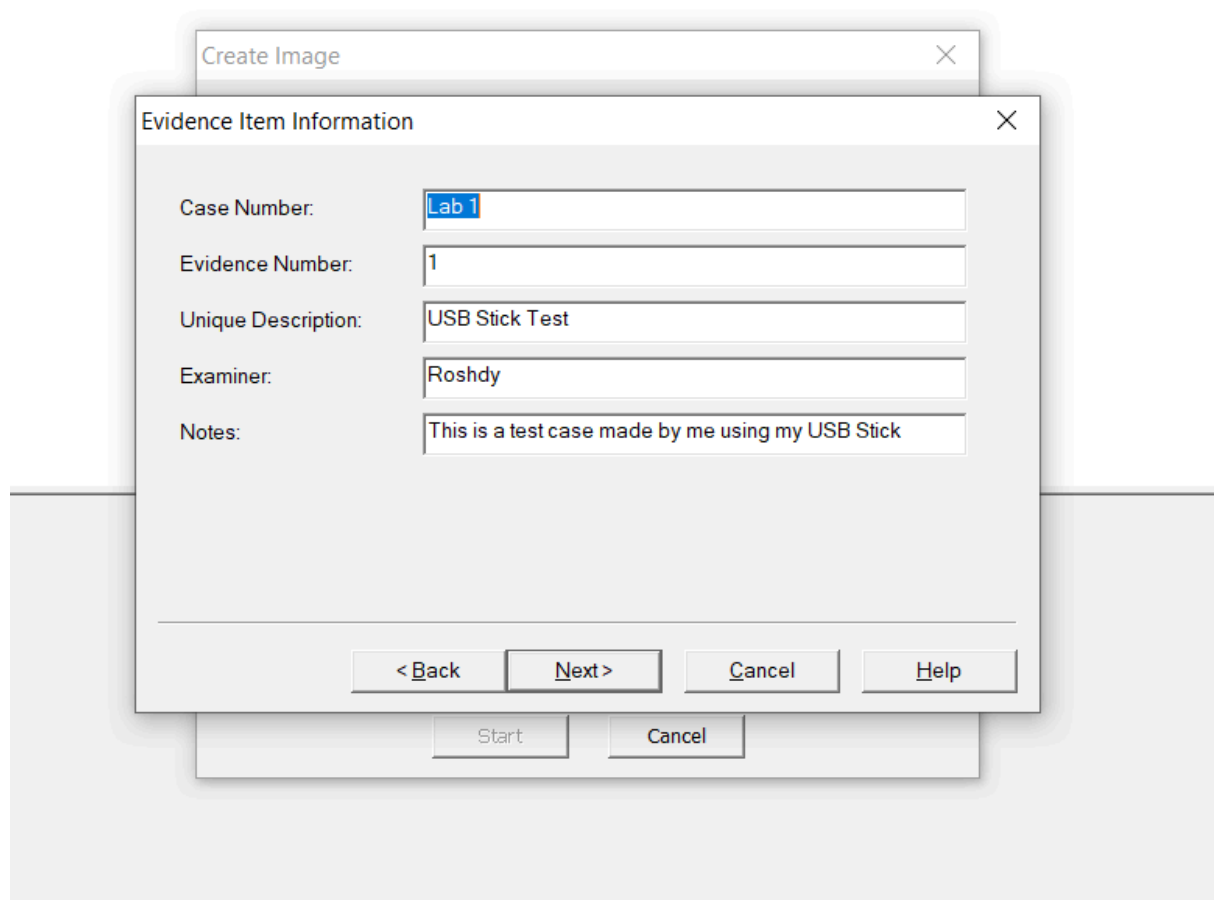 Create Image
Evidence Item Information
Case Number: Lab 1
Evidence Number: 1
Unique Description: USB Stick Test
Examiner: Roshdy
Notes: This is a test case made by me using my USB Stick
< Back Next > Cancel Help
Start Cancel